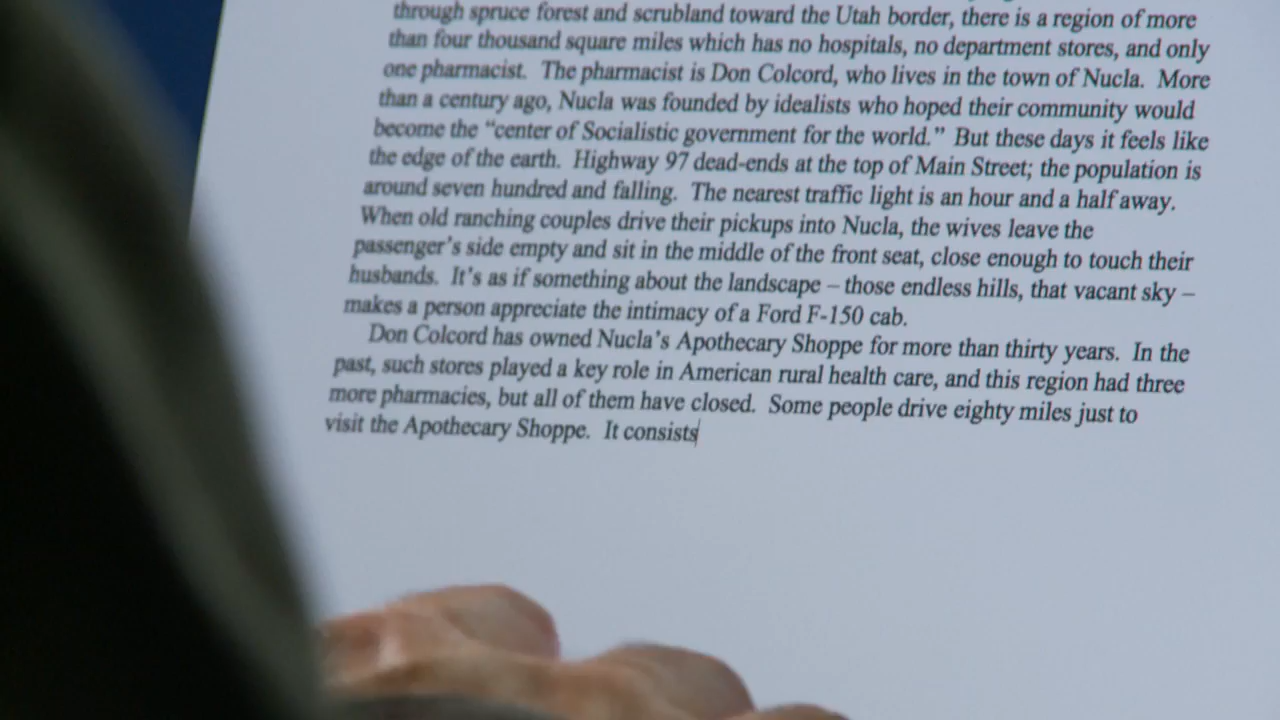 through spruce forest and scrubland toward the Utah border, there is a region of more
than four thousand square miles which has no hospitals, no department stores, and only
one pharmacist.  The pharmacist is Don Colcord, who lives in the town of Nucla.  More
than a century ago, Nucla was founded by idealists who hoped their community would
become the “center of Socialistic government for the world.”  But these days it feels like
the edge of the earth.  Highway 97 dead-ends at the top of Main Street; the population is
around seven hundred and falling.  The nearest traffic light is an hour and a half away.
When old ranching couples drive their pickups into Nucla, the wives leave the
passenger’s side empty and sit in the middle of the front seat, close enough to touch their
husbands.  It’s as if something about the landscape – those endless hills, that vacant sky –
makes a person appreciate the intimacy of a Ford F-150 cab.
Don Colcord has owned Nucla’s Apothecary Shoppe for more than thirty years.  In the
past, such stores played a key role in American rural health care, and this region had three
more pharmacies, but all of them have closed.  Some people drive eighty miles just to
visit the Apothecary Shoppe.  It consists